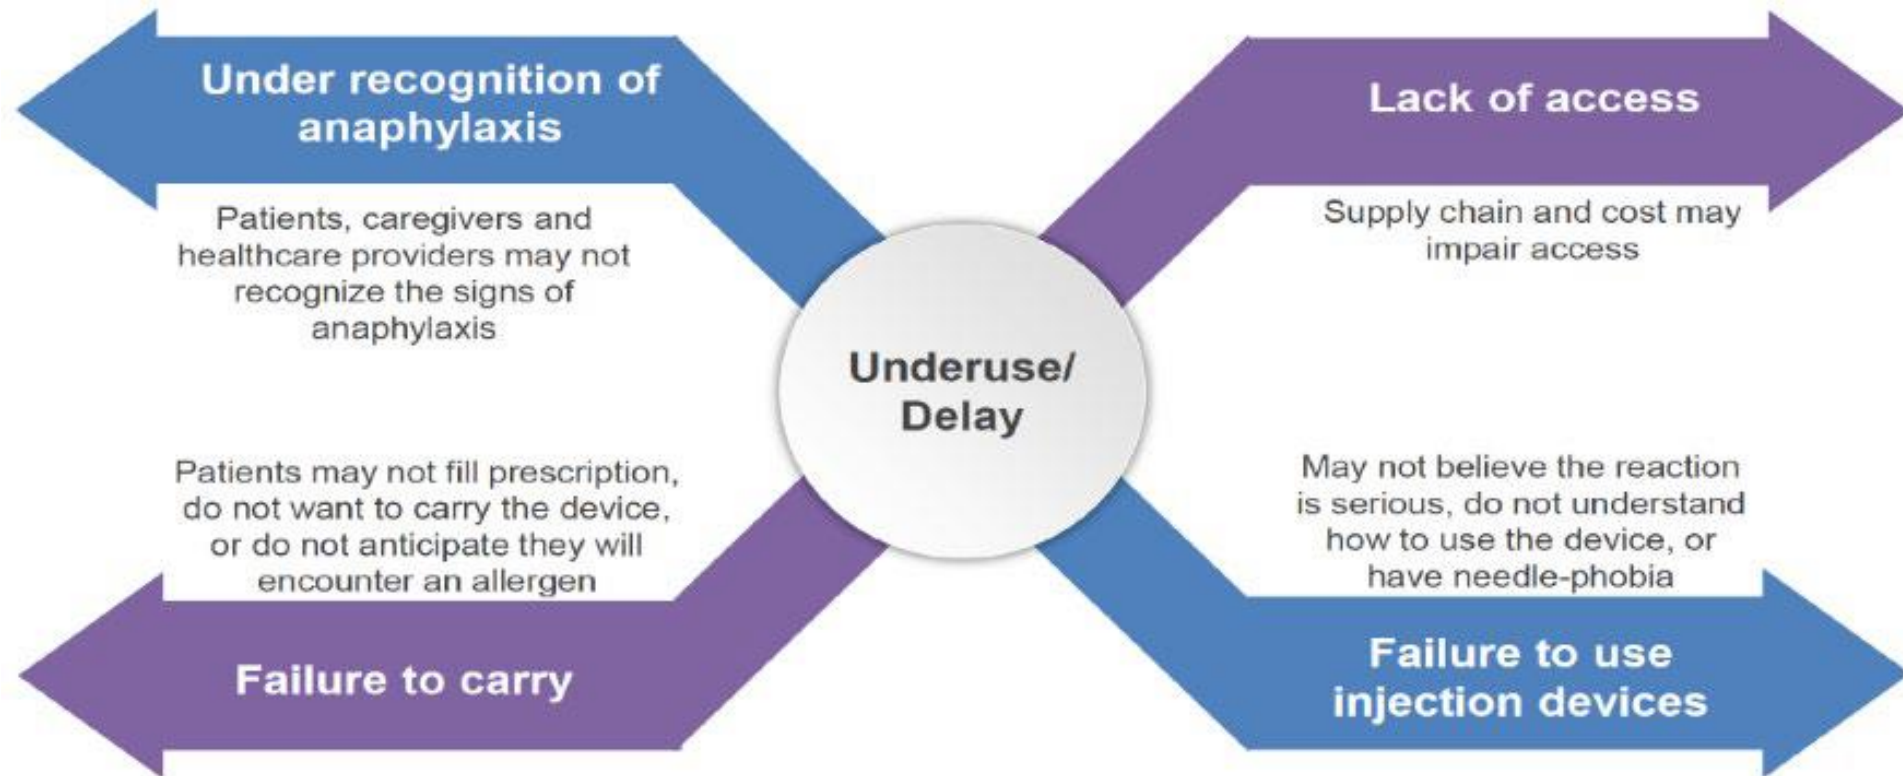 Under recognition of
anaphylaxis
Patients, caregivers and
healthcare providers may not
recognize the signs of
anaphylaxis
Lack of access
Supply chain and cost may
impair access
Underuse/
Delay
Patients may not fill prescription,
do not want to carry the device,
or do not anticipate they will
encounter an allergen
Failure to carry
May not believe the reaction
is serious, do not understand
how to use the device, or
have needle-phobia
Failure to use
injection devices